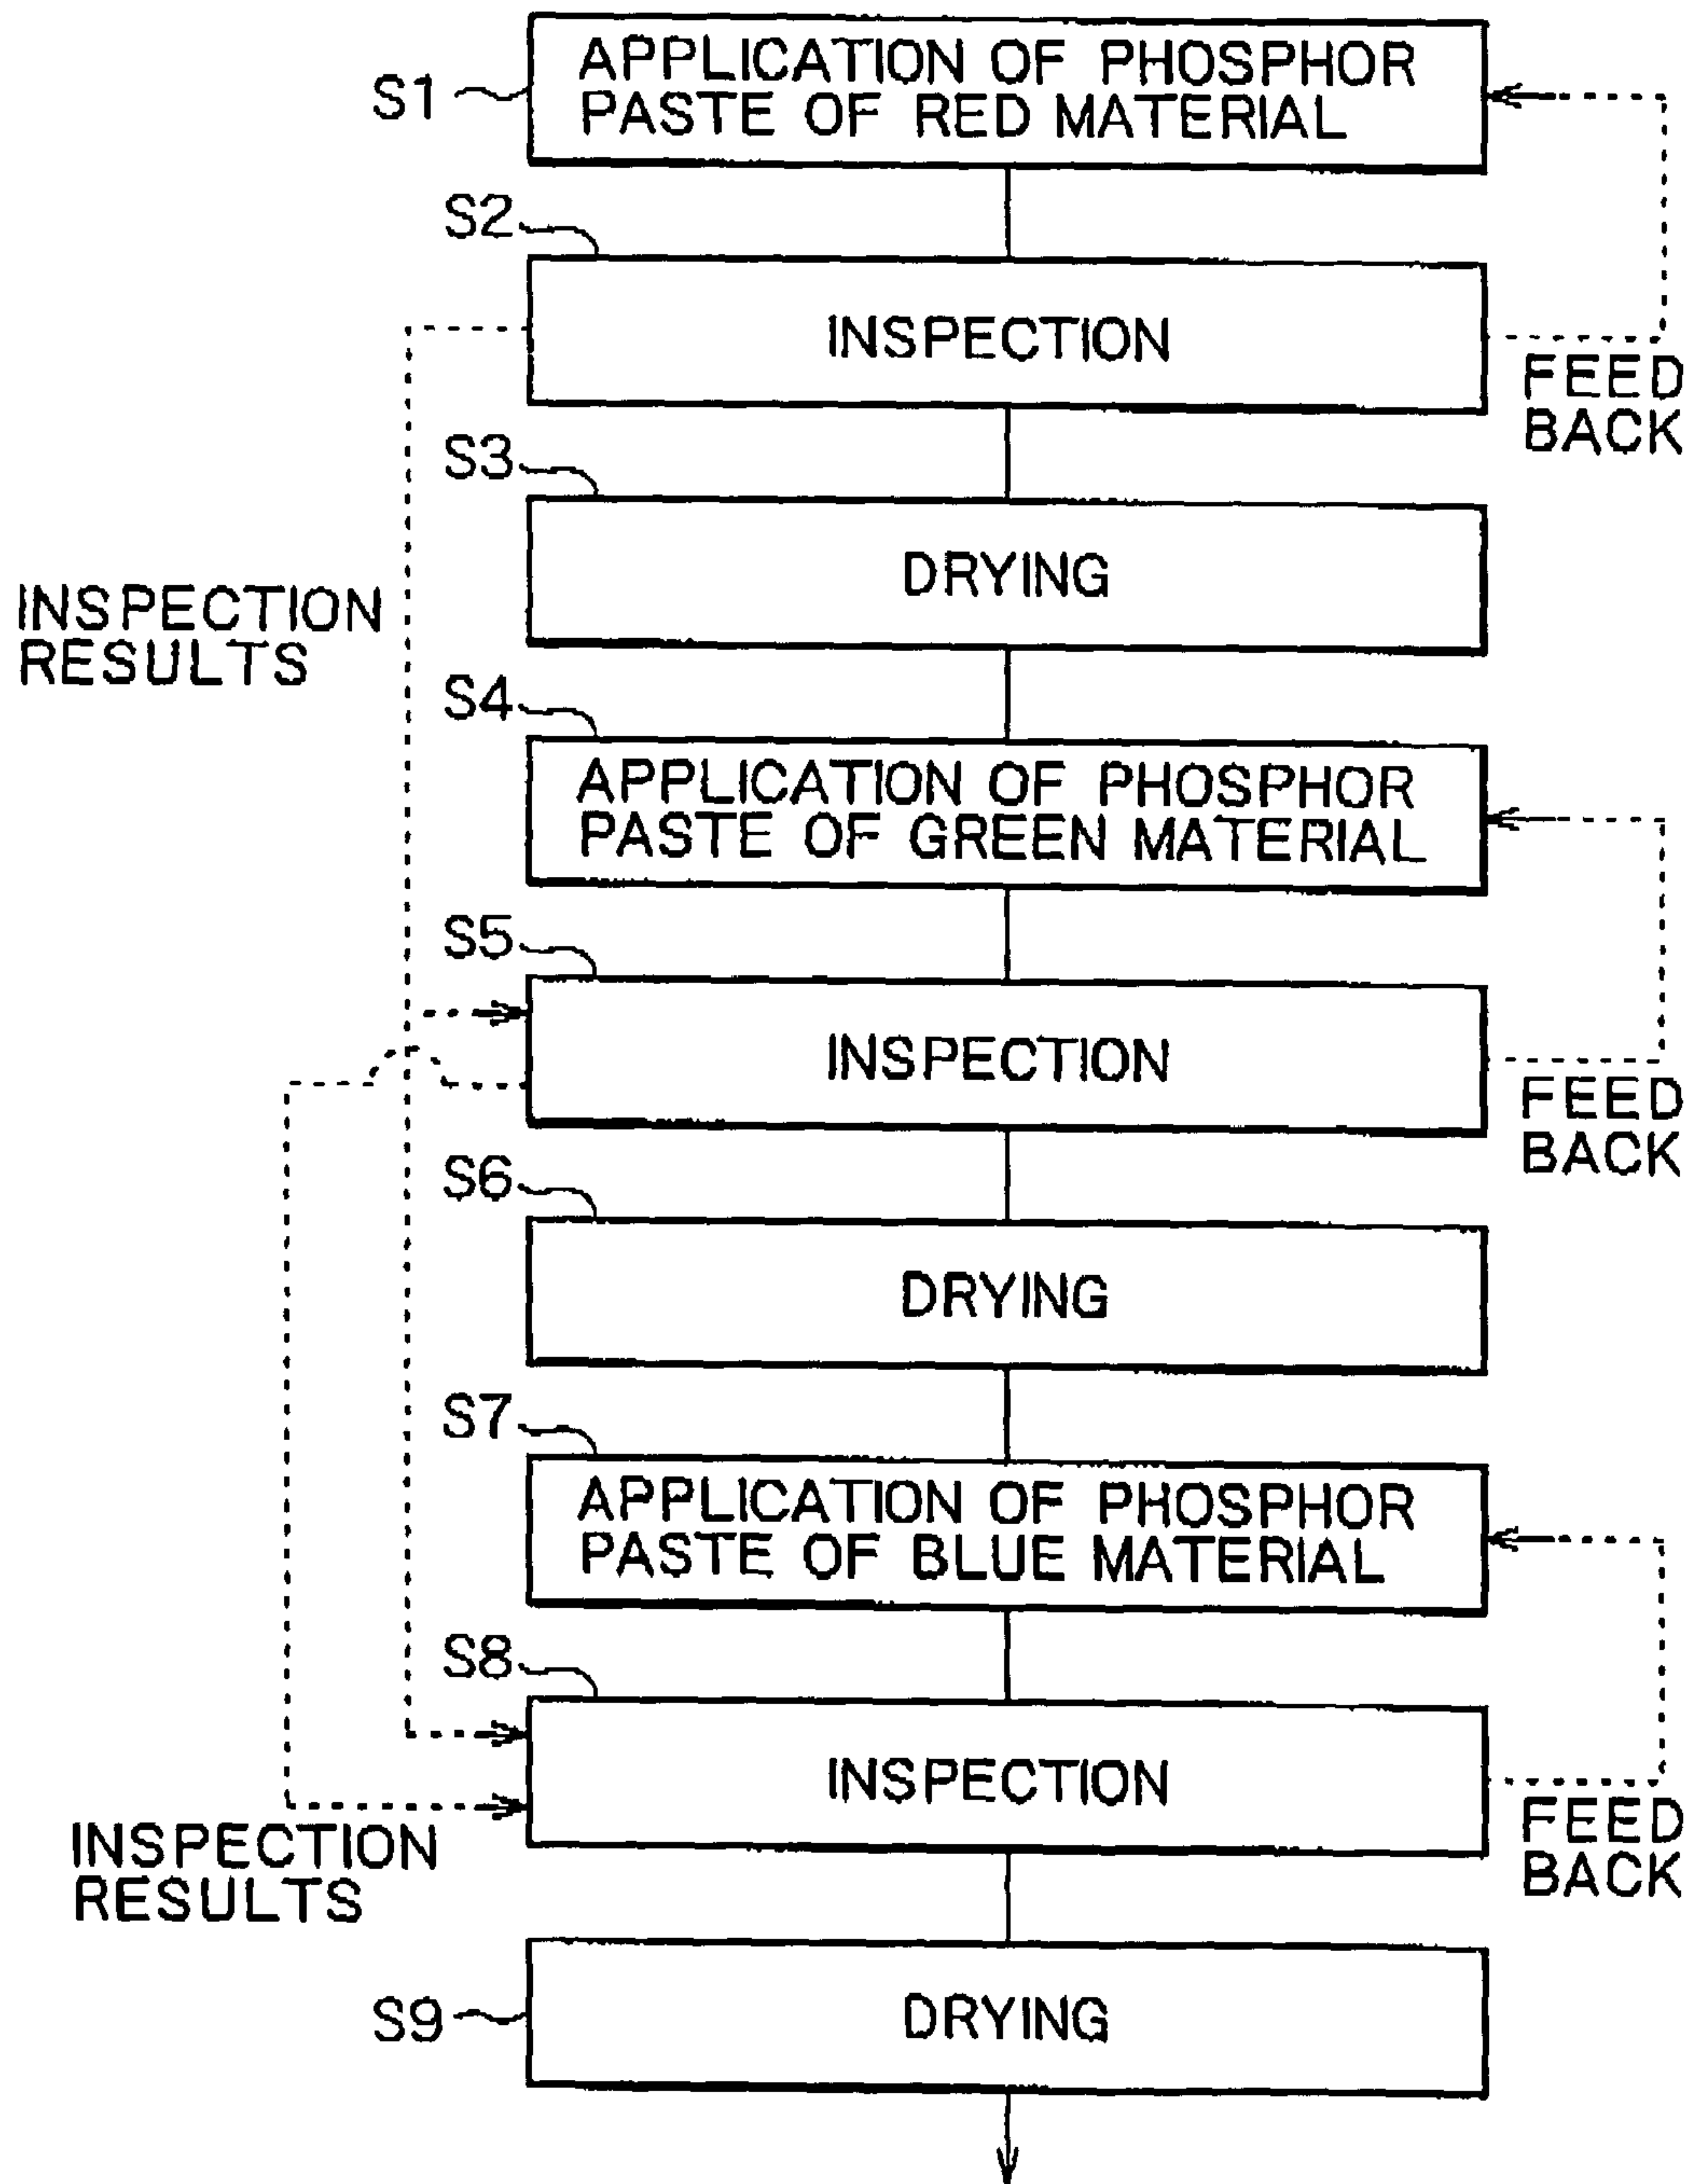 S1
APPLICATION OF PHOSPHOR
PASTE OF RED MATERIAL
S2
INSPECTION
FEED
BACK
S3
DRYING
INSPECTION
RESULTS
S4
APPLICATION OF PHOSPHOR
PASTE OF GREEN MATERIAL
S5
INSPECTION
FEED
BACK
S6
DRYING
S7
APPLICATION OF PHOSPHOR
PASTE OF BLUE MATERIAL
S8
INSPECTION
FEED
BACK
INSPECTION
RESULTS
S9
DRYING